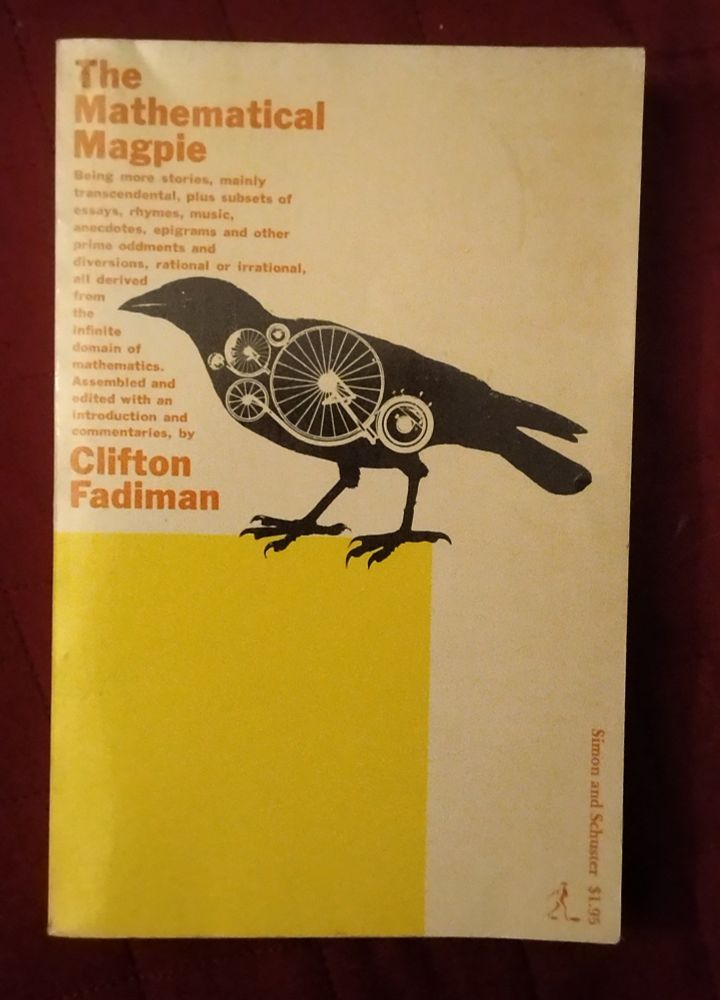 The
Mathematical
Magpie
Being more stories, mainly
transcendental, plus subsets of
essays, rhymes, music,
anecdotes, epigrams and other
prime oddments and
diversions, rational or irrational,
all derived
from
the
infinite
domain of
mathematics.
Assembled and
edited with an
introduction and
commentaries, by
Clifton
Fadiman
Simon and Schuster $1.95